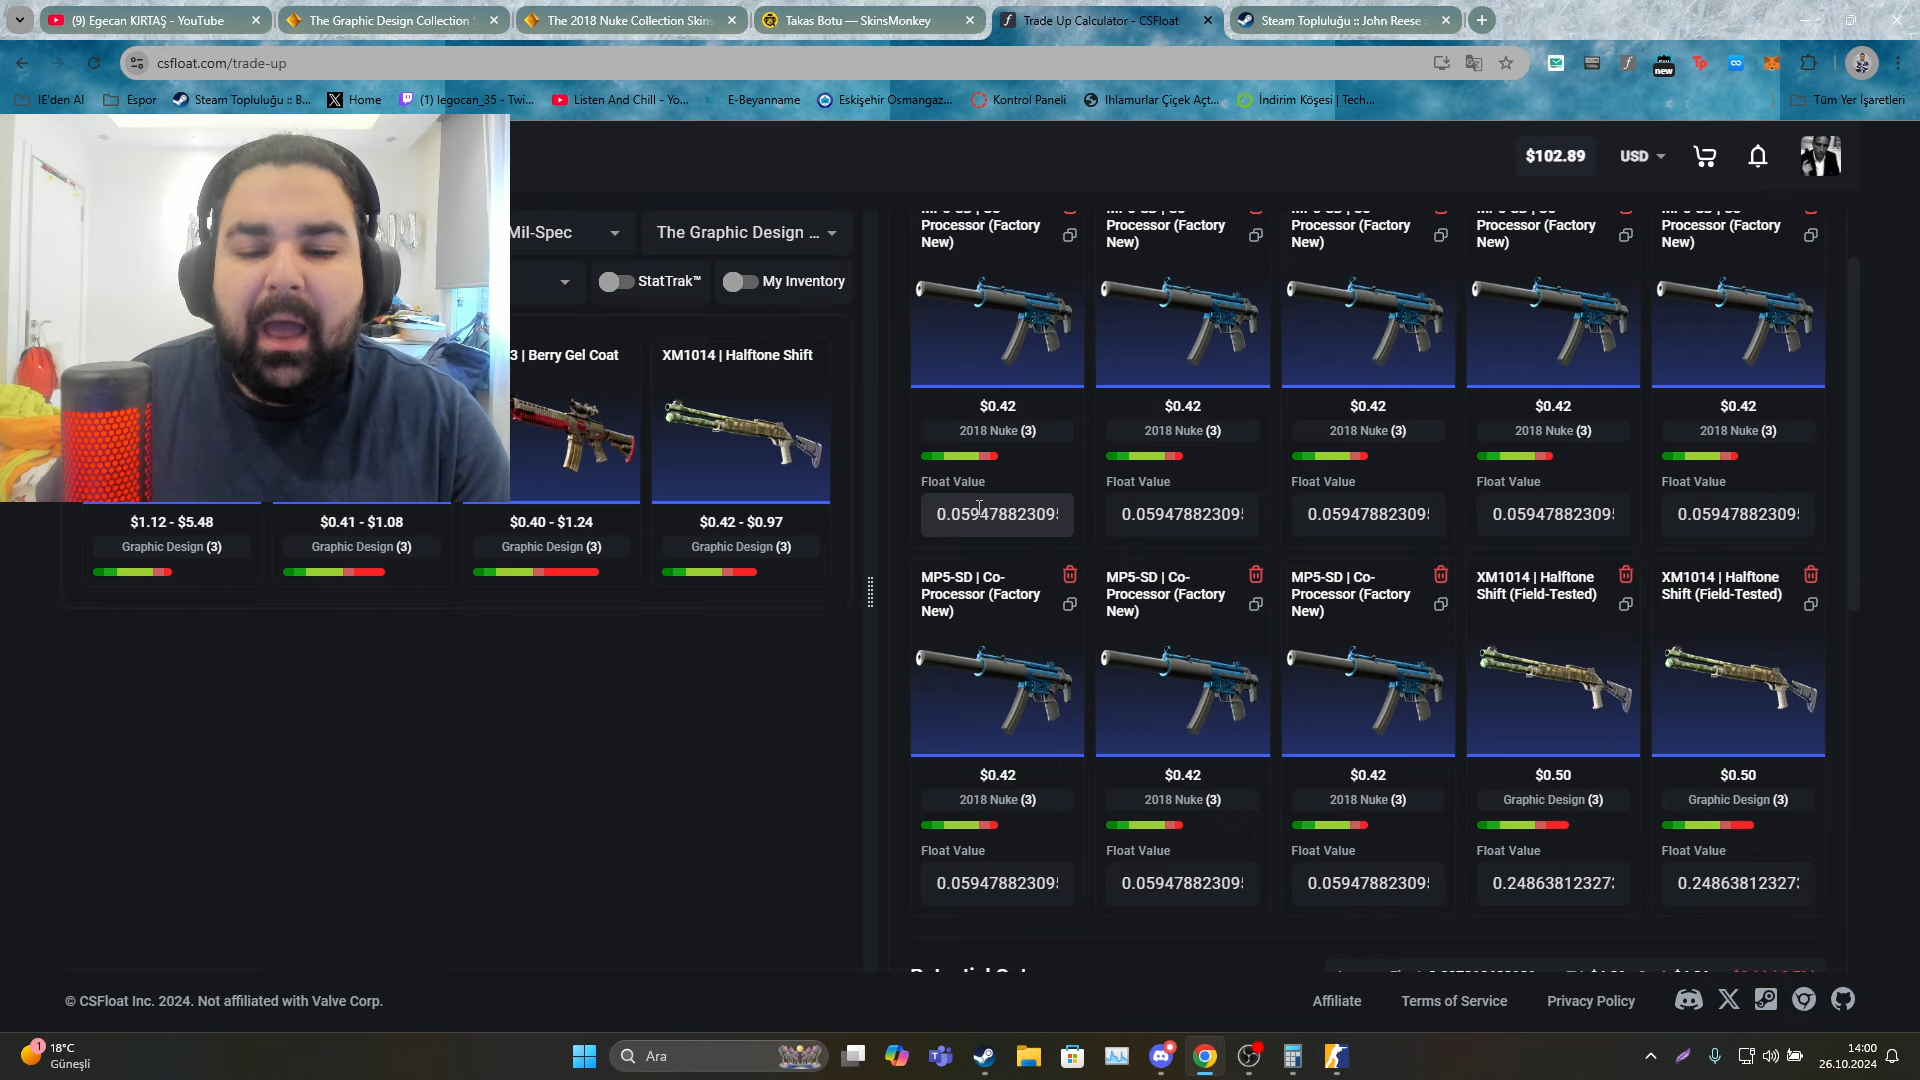 (9) Egecan KIRTAŞ - YouTube
The Graphic Design Collection S
The 2018 Nuke Collection Skins
Takas Botu — SkinsMonkey
Trade Up Calculator - CSFloat
Steam Topluluğu :: John Reese ::
csfloat.com/trade-up
new
Tp
IE'den Al
Espor
Steam Topluluğu :: B...
Home
(1) legocan_35 - Twi...
Listen And Chill - Yo...
E-Beyanname
Eskişehir Osmangaz...
Kontrol Paneli
Ihlamurlar Çiçek Açt...
İndirim Köşesi | Tech...
Tüm Yer İşaretleri
$102.89
USD
Mil-Spec
The Graphic Design ...
StatTrak™
My Inventory
3 | Berry Gel Coat
XM1014 | Halftone Shift
$1.12 - $5.48
$0.41 - $1.08
$0.40 - $1.24
$0.42 - $0.97
Graphic Design (3)
Graphic Design (3)
Graphic Design (3)
Graphic Design (3)
Processor (Factory New)
Processor (Factory New)
Processor (Factory New)
Processor (Factory New)
Processor (Factory New)
$0.42
$0.42
$0.42
$0.42
$0.42
2018 Nuke (3)
2018 Nuke (3)
2018 Nuke (3)
2018 Nuke (3)
2018 Nuke (3)
Float Value
Float Value
Float Value
Float Value
Float Value
0.059478823095
0.05947882309
0.059478823095
0.05947882309
0.05947882309
MP5-SD | Co-
Processor (Factory
New)
MP5-SD | Co-
Processor (Factory
New)
MP5-SD | Co-
Processor (Factory
New)
XM1014 | Halftone
Shift (Field-Tested)
XM1014 | Halftone
Shift (Field-Tested)
$0.42
$0.42
$0.42
$0.50
$0.50
2018 Nuke (3)
2018 Nuke (3)
2018 Nuke (3)
Graphic Design (3)
Graphic Design (3)
Float Value
Float Value
Float Value
Float Value
Float Value
0.05947882309
0.05947882309
0.059478823095
0.24863812327
0.24863812327
© CSFloat Inc. 2024. Not affiliated with Valve Corp.
Affiliate
Terms of Service
Privacy Policy
1
18°C
Güneşli
Ara
14:00
26.10.2024